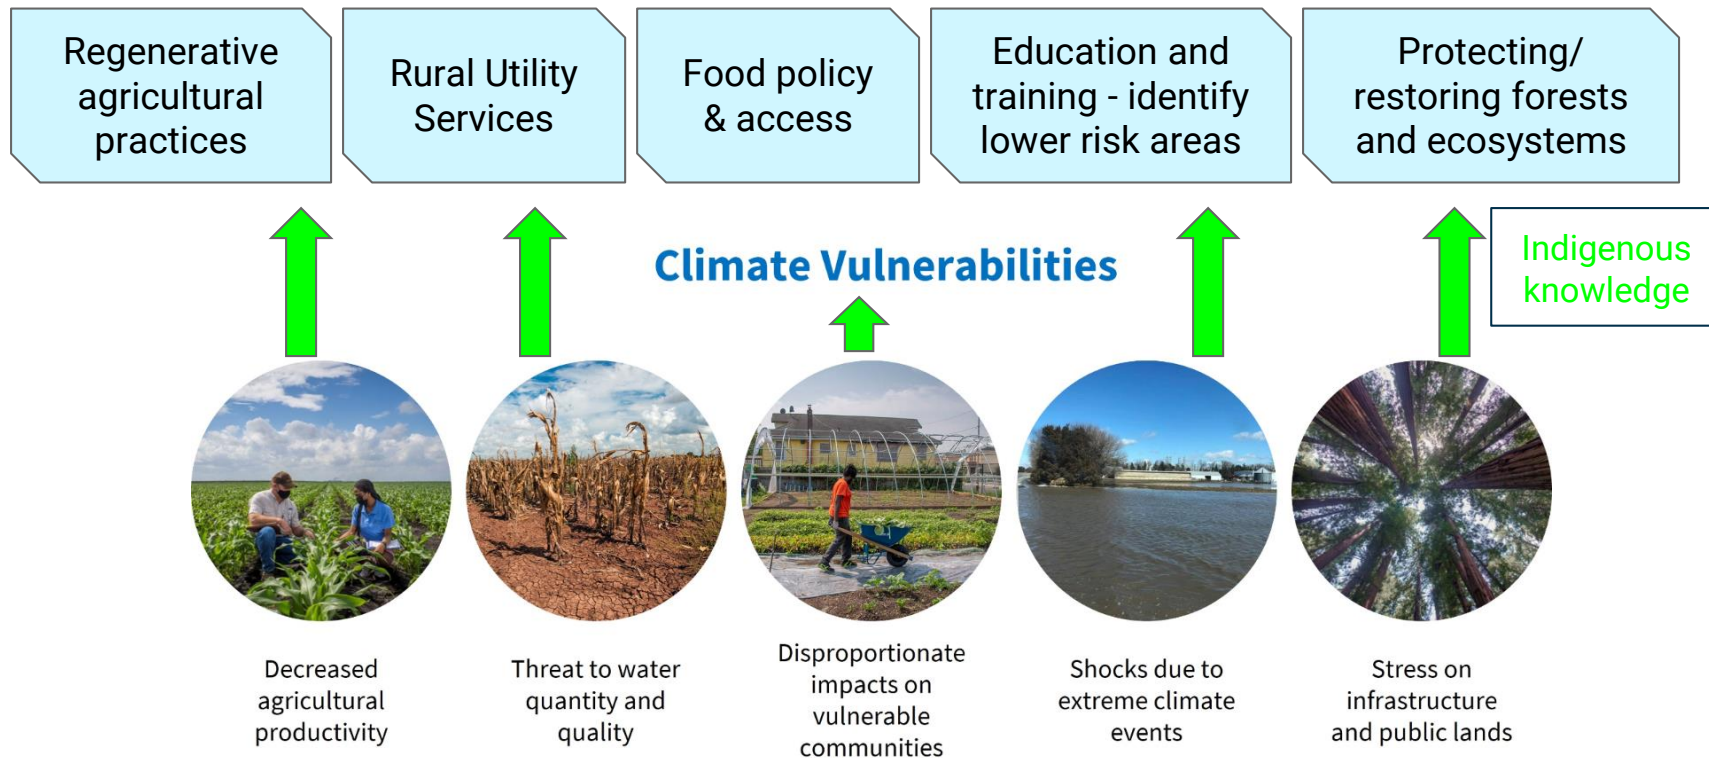 Regenerative
agricultural
practices
Rural Utility
Services
Food policy
& access
Education and
training - identify
lower risk areas
Protecting/
restoring forests
and ecosystems
Indigenous
knowledge
Climate Vulnerabilities
Decreased
agricultural
productivity
Threat to water
quantity and
quality
Disproportionate
impacts on
vulnerable
communities
Shocks due to
extreme climate
events
Stress on
infrastructure
and public lands